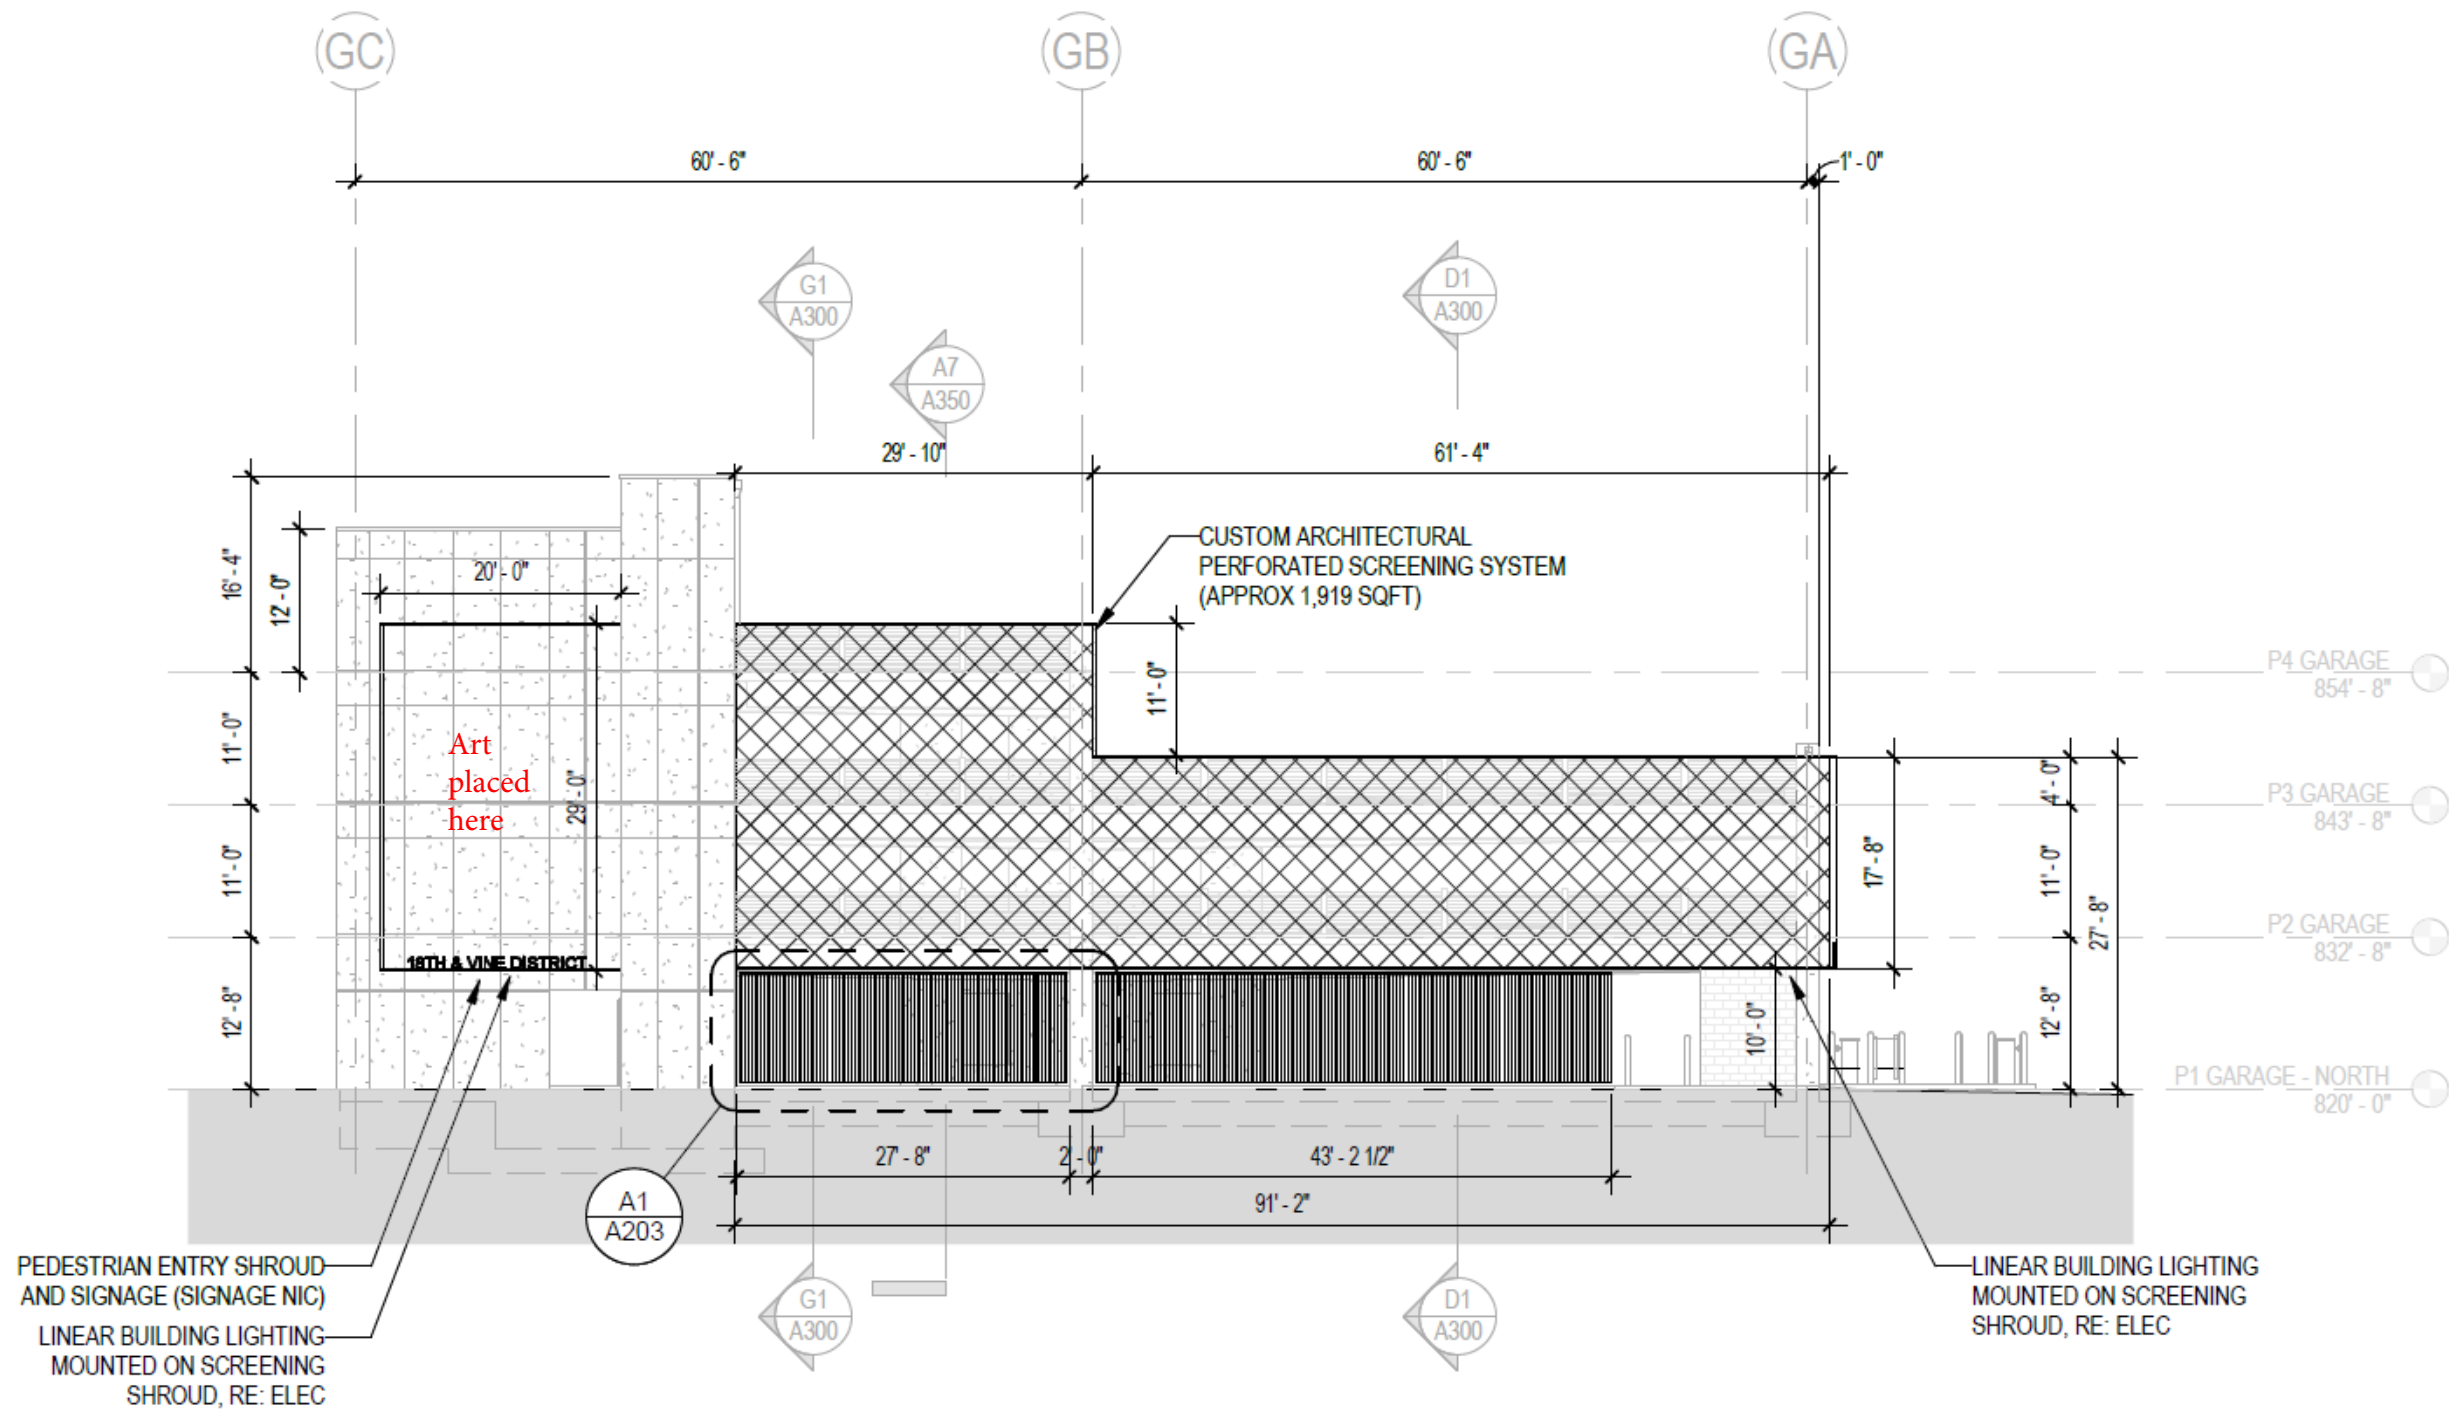 GC
GB
GA
60' - 6"
60' - 6"
1' - 0"
G1
A300
D1
A300
A7
A350
29' - 10"
61' - 4"
CUSTOM ARCHITECTURAL
PERFORATED SCREENING SYSTEM
(APPROX 1,919 SQFT)
16' - 4"
12' - 0"
20' - 0"
11' - 0"
P4 GARAGE
854' - 8"
11' - 0"
Art
placed
here
29' - 0"
4' - 0"
P3 GARAGE
843' - 8"
11' - 0"
17' - 8"
11' - 0"
27' - 8"
P2 GARAGE
832' - 8"
18TH & VINE DISTRICT
12' - 8"
10' - 0"
12' - 8"
P1 GARAGE - NORTH
820' - 0"
27' - 8"
2' - 0"
43' - 2 1/2"
91' - 2"
A1
A203
PEDESTRIAN ENTRY SHROUD
AND SIGNAGE (SIGNAGE NIC)
LINEAR BUILDING LIGHTING
MOUNTED ON SCREENING
SHROUD, RE: ELEC
G1
A300
D1
A300
LINEAR BUILDING LIGHTING
MOUNTED ON SCREENING
SHROUD, RE: ELEC